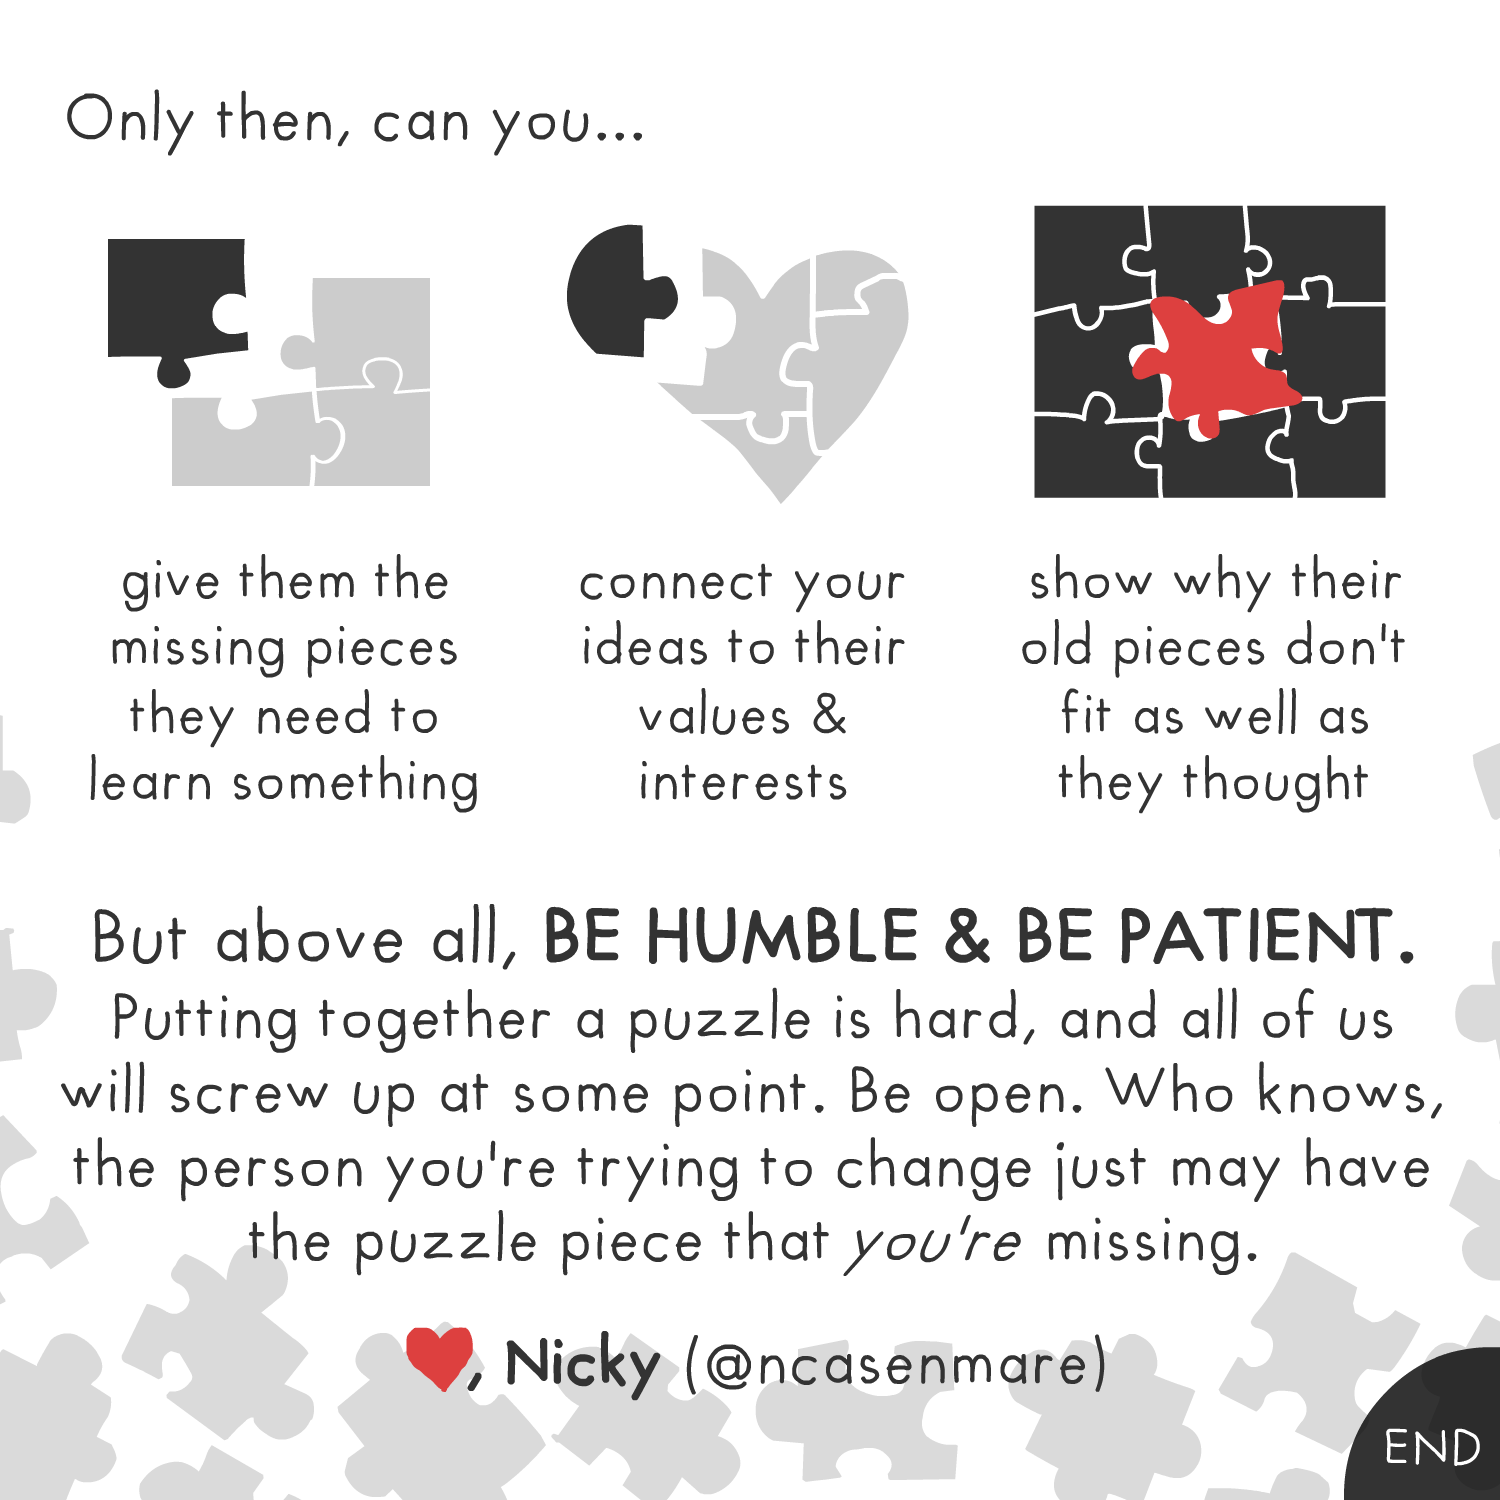 Only then, can you...
give them the
missing pieces
they need to
learn something
connect your
ideas to their
values &
interests
show why their
old pieces don't
fit as well as
they thought
But above all, BE HUMBLE & BE PATIENT.
Putting together a puzzle is hard, and all of us
will screw up at some point. Be open. Who knows,
the person you're trying to change just may have
the puzzle piece that you're missing.
, Nicky (@ncasenmare)
END